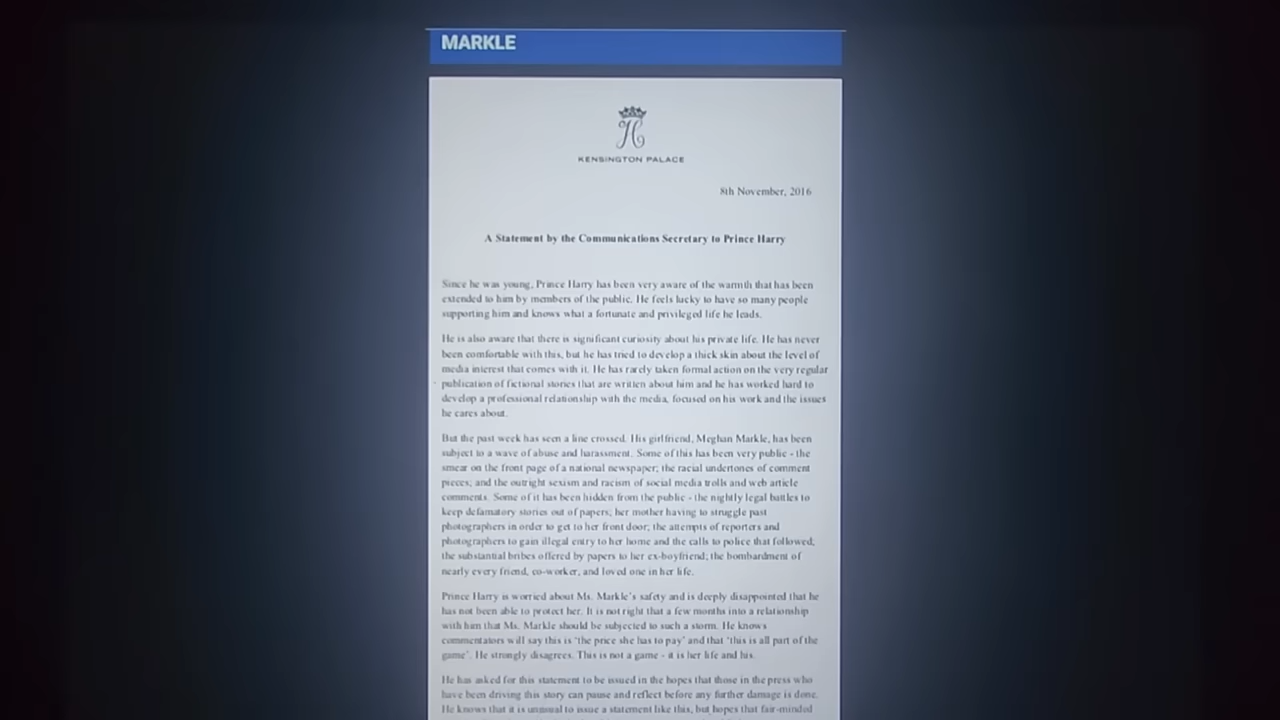 MARKLE
H
KENSINGTON PALACE
8th November, 2016
A Statement by the Communications Secretary to Prince Harry
Since he was young, Prince Harry has been very aware of the warmth that has been
extended to him by members of the public. He feels lucky to have so many people
supporting him and knows what a fortunate and privileged life he leads.
He is also aware that there is significant curiosity about his private life. He has never
been comfortable with this, but he has tried to develop a thick skin about the level of
media interest that comes with it. He has rarely taken formal action on the very regular
publication of fictional stories that are written about him and he has worked hard to
develop a professional relationship with the media, focused on his work and the issues
he cares about.
But the past week has seen a line crossed. His girlfriend, Meghan Markle, has been
subject to a wave of abuse and harassment. Some of this has been very public - the
smear on the front page of a national newspaper; the racial undertones of comment
pieces; and the outright sexism and racism of social media trolls and web article
comments. Some of it has been hidden from the public - the nightly legal battles to
keep defamatory stories out of papers; her mother having to struggle past
photographers in order to get to her front door; the attempts of reporters and
photographers to gain illegal entry to her home and the calls to police that followed;
the substantial bribes offered by papers to her ex-boyfriend; the bombardment of
nearly every friend, co-worker, and loved one in her life.
Prince Harry is worried about Ms. Markle's safety and is deeply disappointed that he
has not been able to protect her. It is not right that a few months into a relationship
with him that Ms. Markle should be subjected to such a storm. He knows
commentators will say this is 'the price she has to pay' and that 'this is all part of the
game'. He strongly disagrees. This is not a game - it is her life and his.
He has asked for this statement to be issued in the hopes that those in the press who
have been driving this story can pause and reflect before any further damage is done.
He knows that it is unusual to issue a statement like this, but hopes that fair-minded